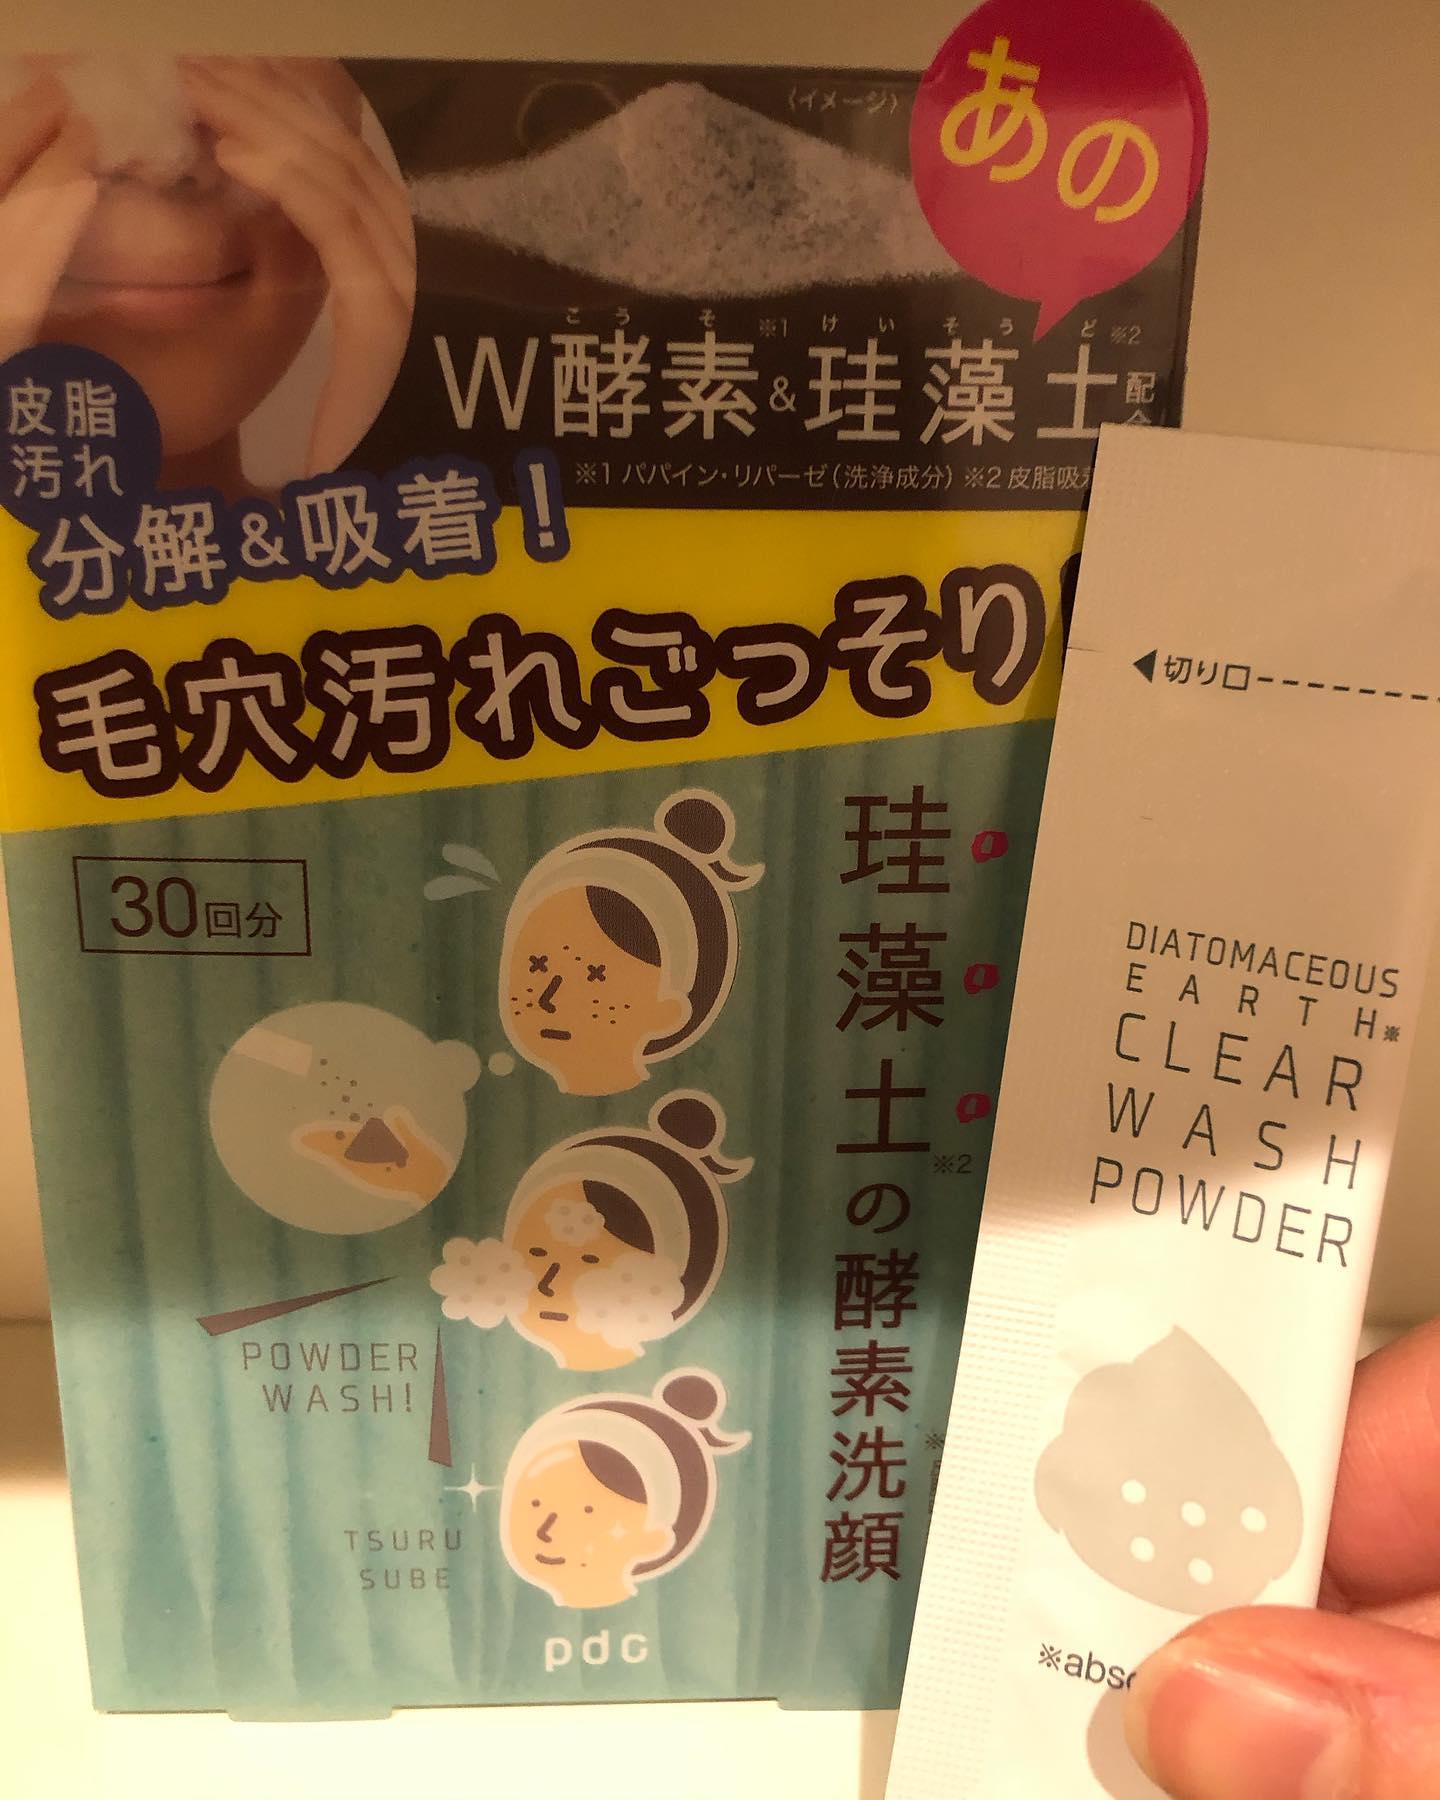 あの
〈イメージ〉
こうそ けいそうど
W酵素※1&珪藻土※2配合
※1 パパイン・リパーゼ（洗浄成分）※2 皮脂吸着
皮脂
汚れ
分解&吸着！
毛穴汚れごっそり
30回分
珪藻土の酵素洗顔
※2
POWDER
WASH!
TSURU
SUBE
pdc
切り口
DIATOMACEOUS
EARTH※
CLEAR
WASH
POWDER
※abso